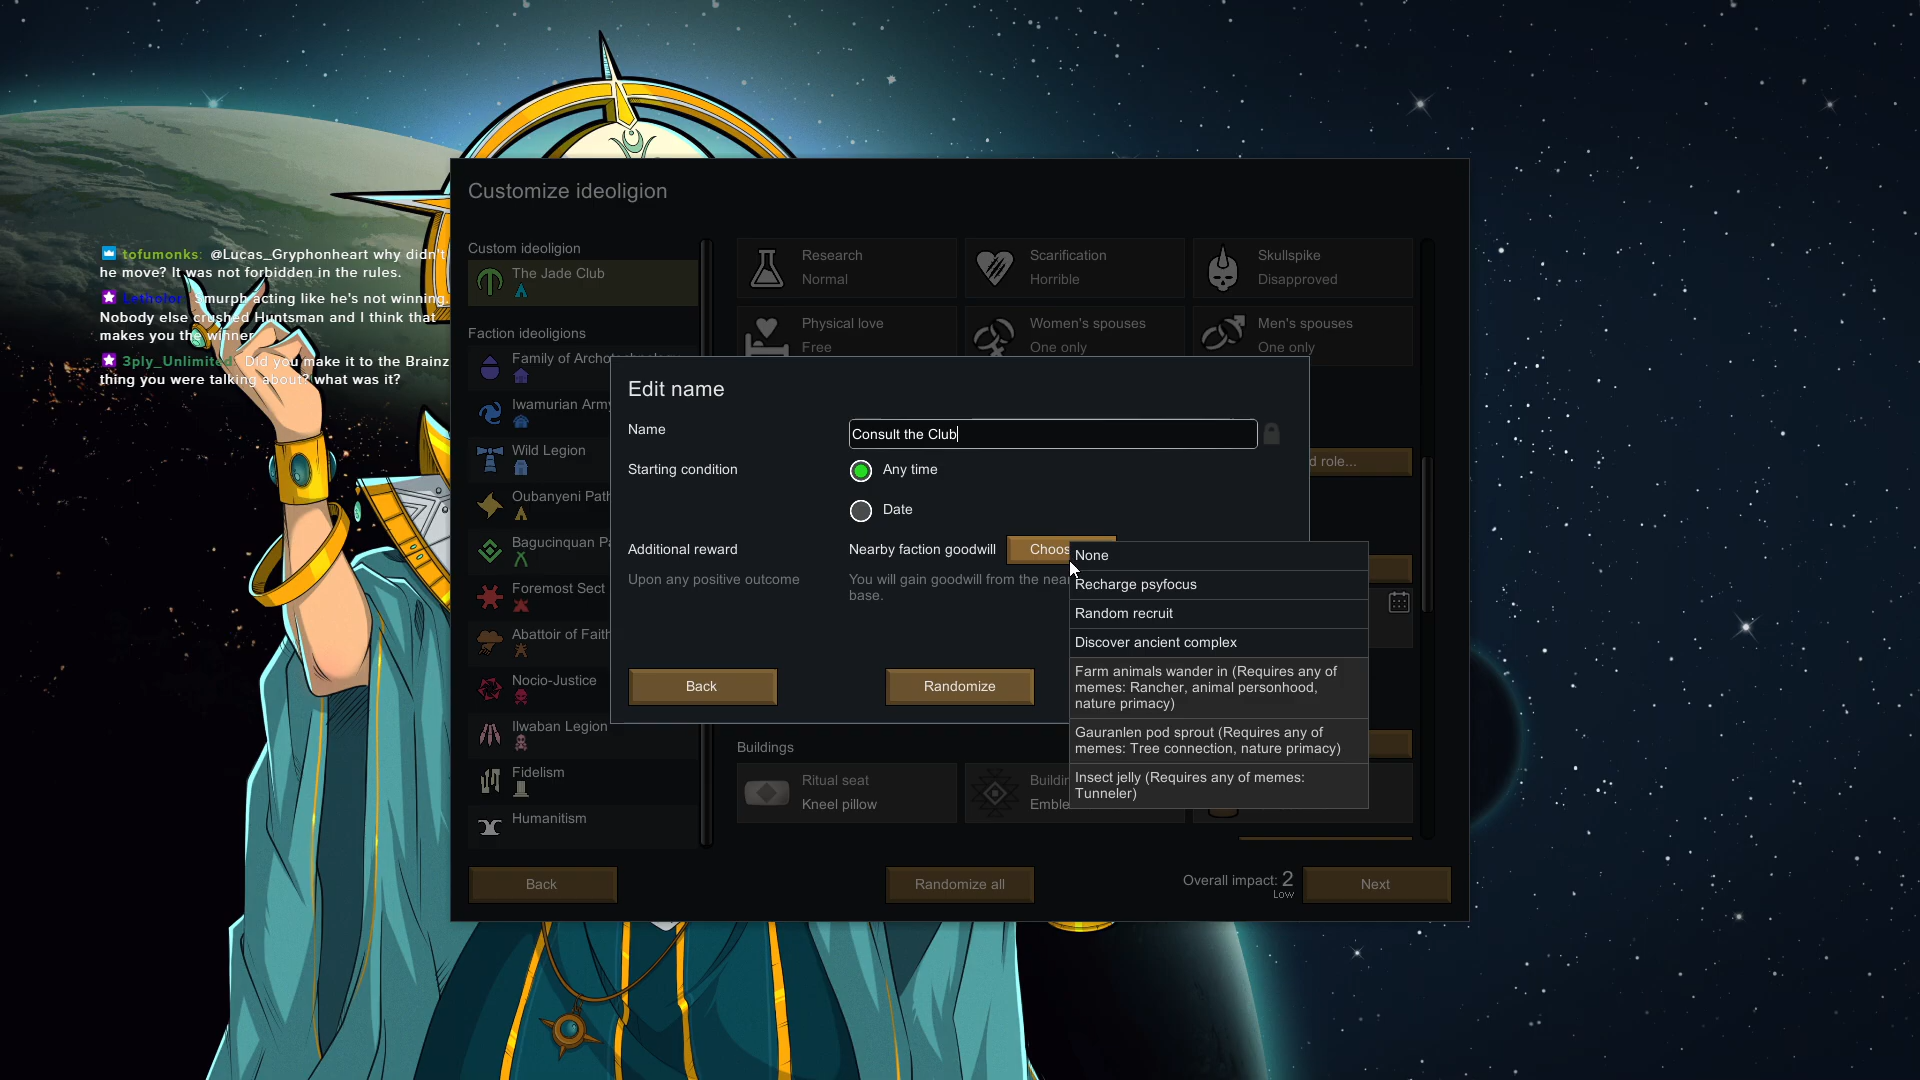 Customize ideoligion
Custom ideoligion
The Jade Club
Faction ideoligions
Family of
Iwamurian Army
Wild Legion
Oubanyeni
Bagucinquan
Foremost Sect
Abattoir of Faith
Nocio-Justice
Ilwaban Legion
Fidelism
Humanitism
Research
Normal
Scarification
Horrible
Skullspike
Disapproved
Physical love
Free
Women's spouses
One only
Men's spouses
One only
role...
tofumonks: @Lucas_Gryphonheart why didn't
he move? It was not forbidden in the rules.
Smurph acting like he's not winning.
Nobody else crushed Huntsman and I think that
makes you the winner
3ply_Unlimited: Did you make it to the Brainz
thing you were talking about? what was it?
Edit name
Name
Consult the Club
Starting condition
Any time
Date
Additional reward
Nearby faction goodwill
Upon any positive outcome
You will gain goodwill from the
base.
None
Recharge psyfocus
Random recruit
Discover ancient complex
Farm animals wander in (Requires any of
memes: Rancher, animal personhood,
nature primacy)
Gauranlen pod sprout (Requires any of
memes: Tree connection, nature primacy)
Insect jelly (Requires any of memes:
Tunneler)
Back
Randomize
Buildings
Ritual seat
Kneel pillow
Back
Randomize all
Overall impact: 2
Low
Next